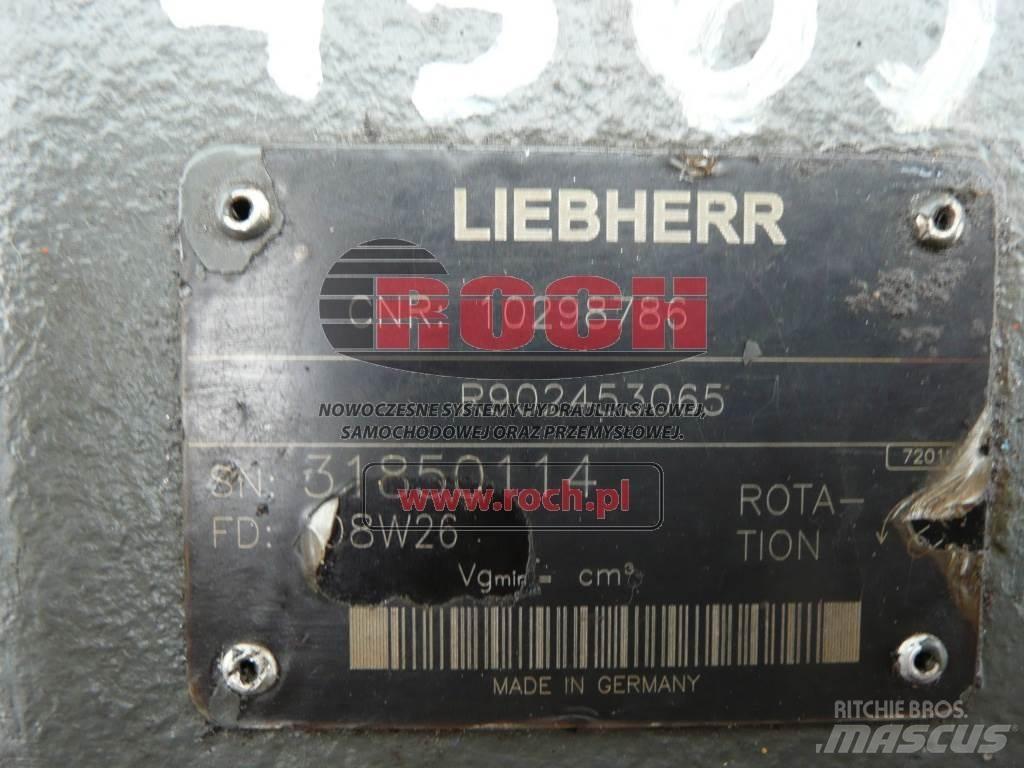 4565
LIEBHERR
CNR: 10298786
ROCH
R902453065
NOWOCZESNE SYSTEMY HYDRAULIKI SIŁOWEJ,
SAMOCHODOWEJ ORAZ PRZEMYSŁOWEJ.
SN: 31850114
www.roch.pl
FD: 08W26
ROTA-
TION
Vgmin= cm³
MADE IN GERMANY
RITCHIE BROS.
MASCUS